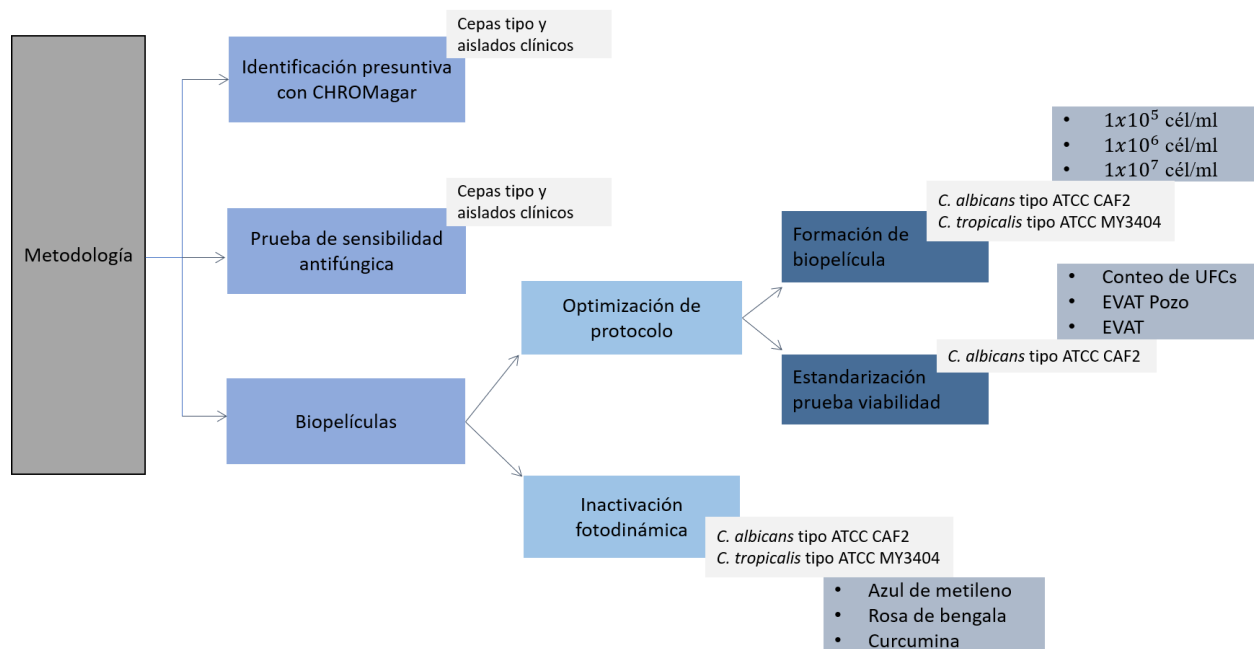 Metodología
Cepas tipo y
aislados clínicos
Identificación presuntiva
con CHROMagar
Cepas tipo y
aislados clínicos
Prueba de sensibilidad
antifúngica
Biopelículas
Optimización de
protocolo
• 1x10⁵ cél/ml
• 1x10⁶ cél/ml
• 1x10⁷ cél/ml
C. albicans tipo ATCC CAF2
C. tropicalis tipo ATCC MY3404
Formación de
biopelícula
• Conteo de UFCs
• EVAT Pozo
• EVAT
C. albicans tipo ATCC CAF2
Estandarización
prueba viabilidad
Inactivación
fotodinámica
C. albicans tipo ATCC CAF2
C. tropicalis tipo ATCC MY3404
• Azul de metileno
• Rosa de bengala
• Curcumina